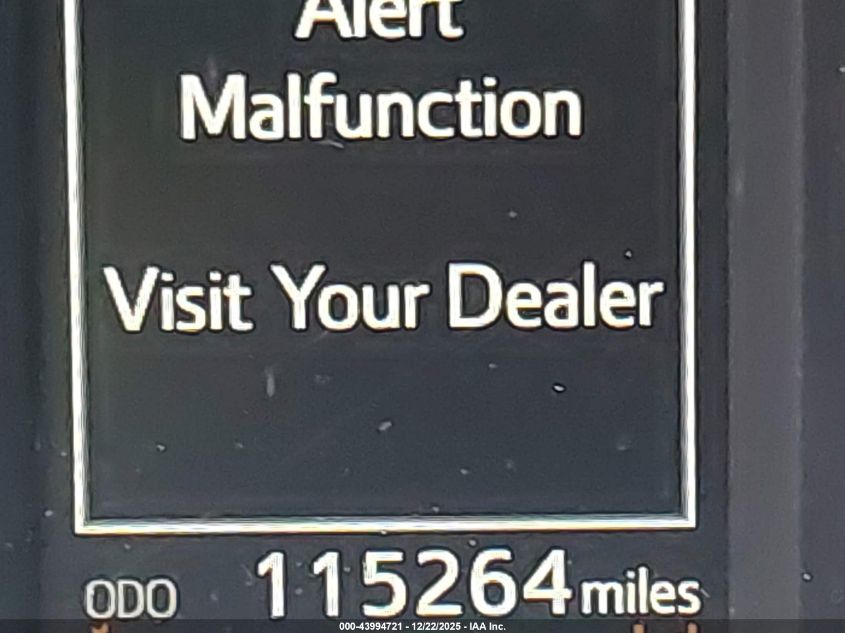 Alert
Malfunction
Visit Your Dealer
ODO 115264 miles
000-43994721 - 12/22/2025 - IAA Inc.